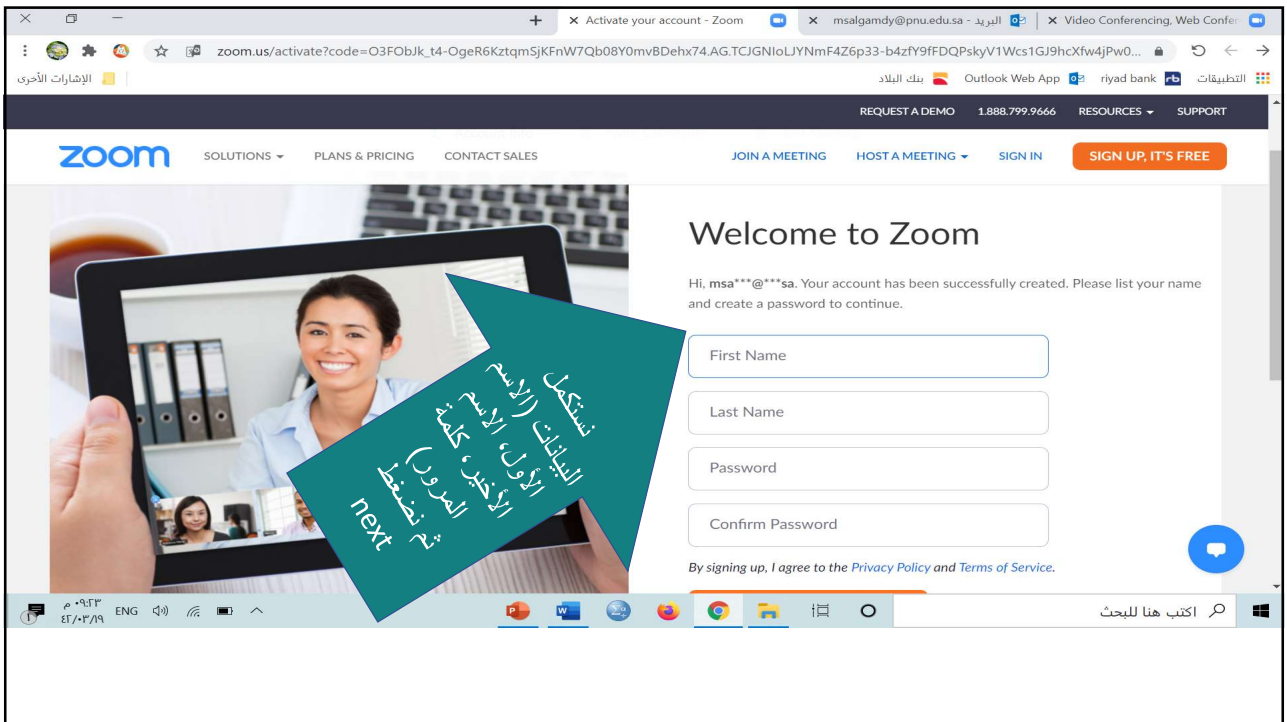 Activate your account - Zoom
msalgamdy@pnu.edu.sa - البريد
Video Conferencing, Web Confer
zoom.us/activate?code=O3FObJk_t4-OgeR6KztqmSjKFnW7Qb08Y0mvBDehx74.AG.TCJGNIoLJYNmF4Z6p33-b4zfY9fFDQPskyV1Wcs1GJ9hcXfw4jPw0...
التطبيقات riyad bank Outlook Web App بنك البلاد الإشارات الأخرى
REQUEST A DEMO 1.888.799.9666 RESOURCES SUPPORT
zoom SOLUTIONS PLANS & PRICING CONTACT SALES JOIN A MEETING HOST A MEETING SIGN IN SIGN UP, IT'S FREE
Welcome to Zoom
Hi, msa***@***sa. Your account has been successfully created. Please list your name
and create a password to continue.
First Name
Last Name
Password
Confirm Password
By signing up, I agree to the Privacy Policy and Terms of Service.
نستكمل
البيانات (الاسم
الأول، الاسم
الأخير، كلمة
المرور)
ثم نضغط
next
اكتب هنا للبحث
ENG
٠٩:٢٣ م
٤٢/٠٣/١٩